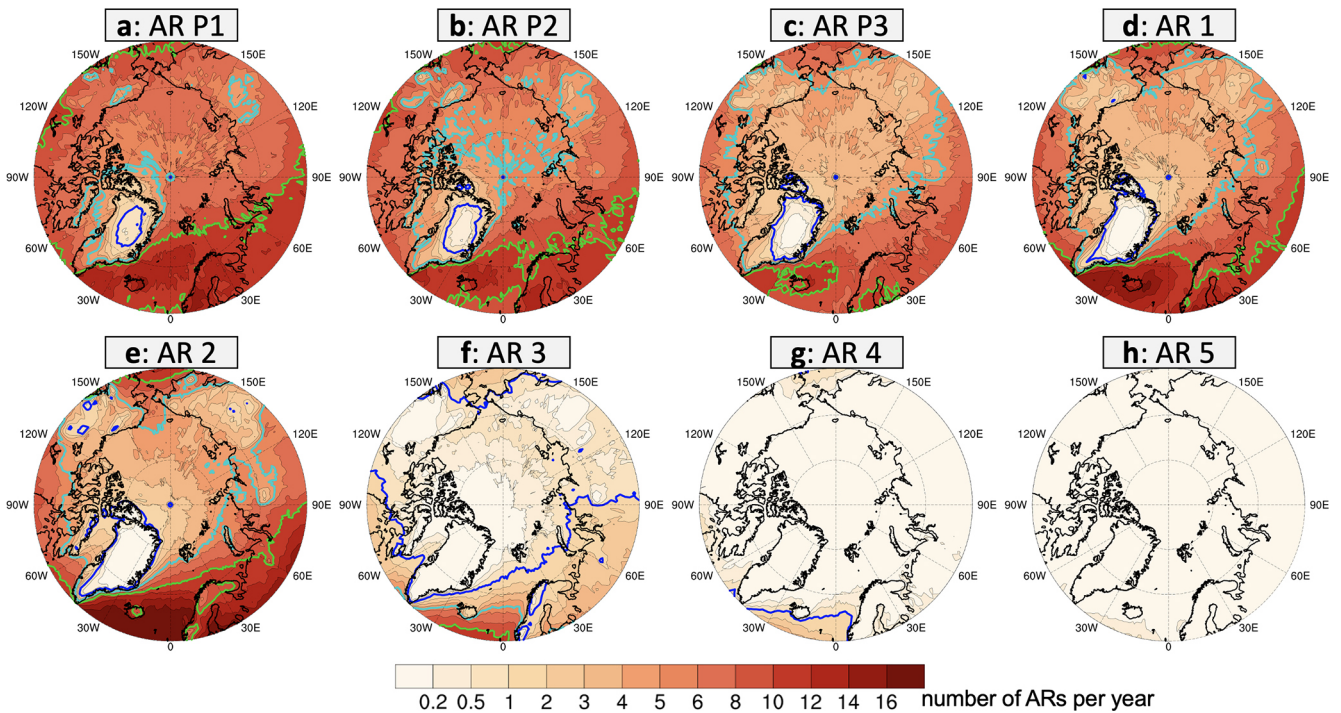 a: AR P1
b: AR P2
c: AR P3
d: AR 1
150W 150E 150W 150E 150W 150E 150W 150E
120W 120E 120W 120E 120W 120E 120W 120E
90W 90E 90W 90E 90W 90E 90W 90E
60W 60E 60W 60E 60W 60E 60W 60E
30W 30E 30W 30E 30W 30E 30W 30E
0 0 0 0
e: AR 2
f: AR 3
g: AR 4
h: AR 5
150W 150E 150W 150E 150W 150E 150W 150E
120W 120E 120W 120E 120W 120E 120W 120E
90W 90E 90W 90E 90W 90E 90W 90E
60W 60E 60W 60E 60W 60E 60W 60E
30W 30E 30W 30E 30W 30E 30W 30E
0 0 0 0
0.2 0.5 1 2 3 4 5 6 8 10 12 14 16 number of ARs per year